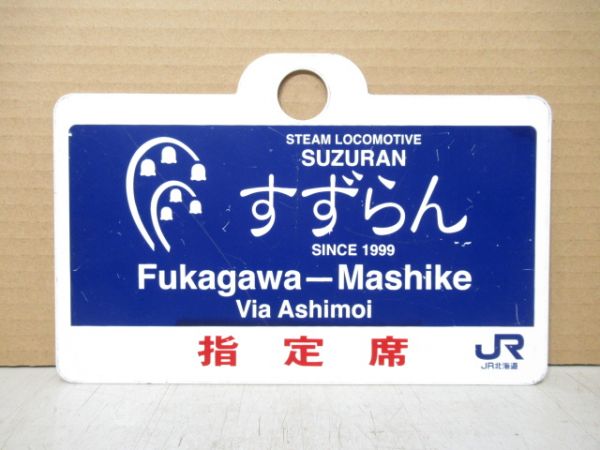 STEAM LOCOMOTIVE
SUZURAN
すずらん
SINCE 1999
Fukagawa－Mashike
Via Ashimoi
指定席
JR
JR北海道